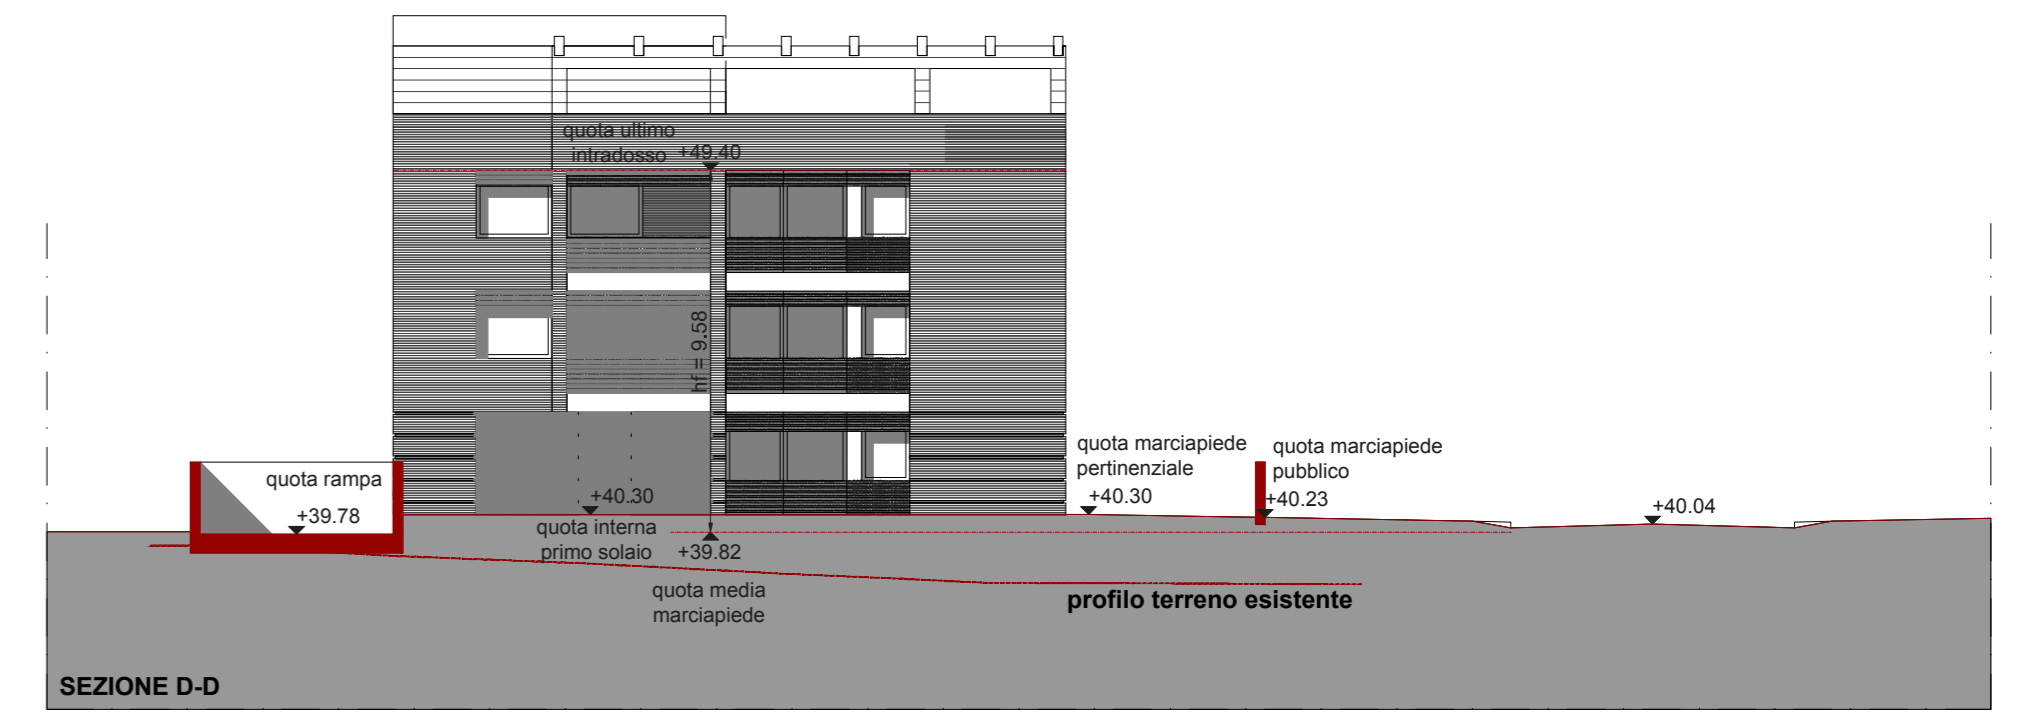 quota ultimo
intradosso +49.40
hf = 9.58
quota marciapiede
pertinenziale
+40.30
quota marciapiede
pubblico
+40.23
+40.04
quota rampa
+39.78
+40.30
quota interna
primo solaio
+39.82
quota media
marciapiede
profilo terreno esistente
SEZIONE D-D